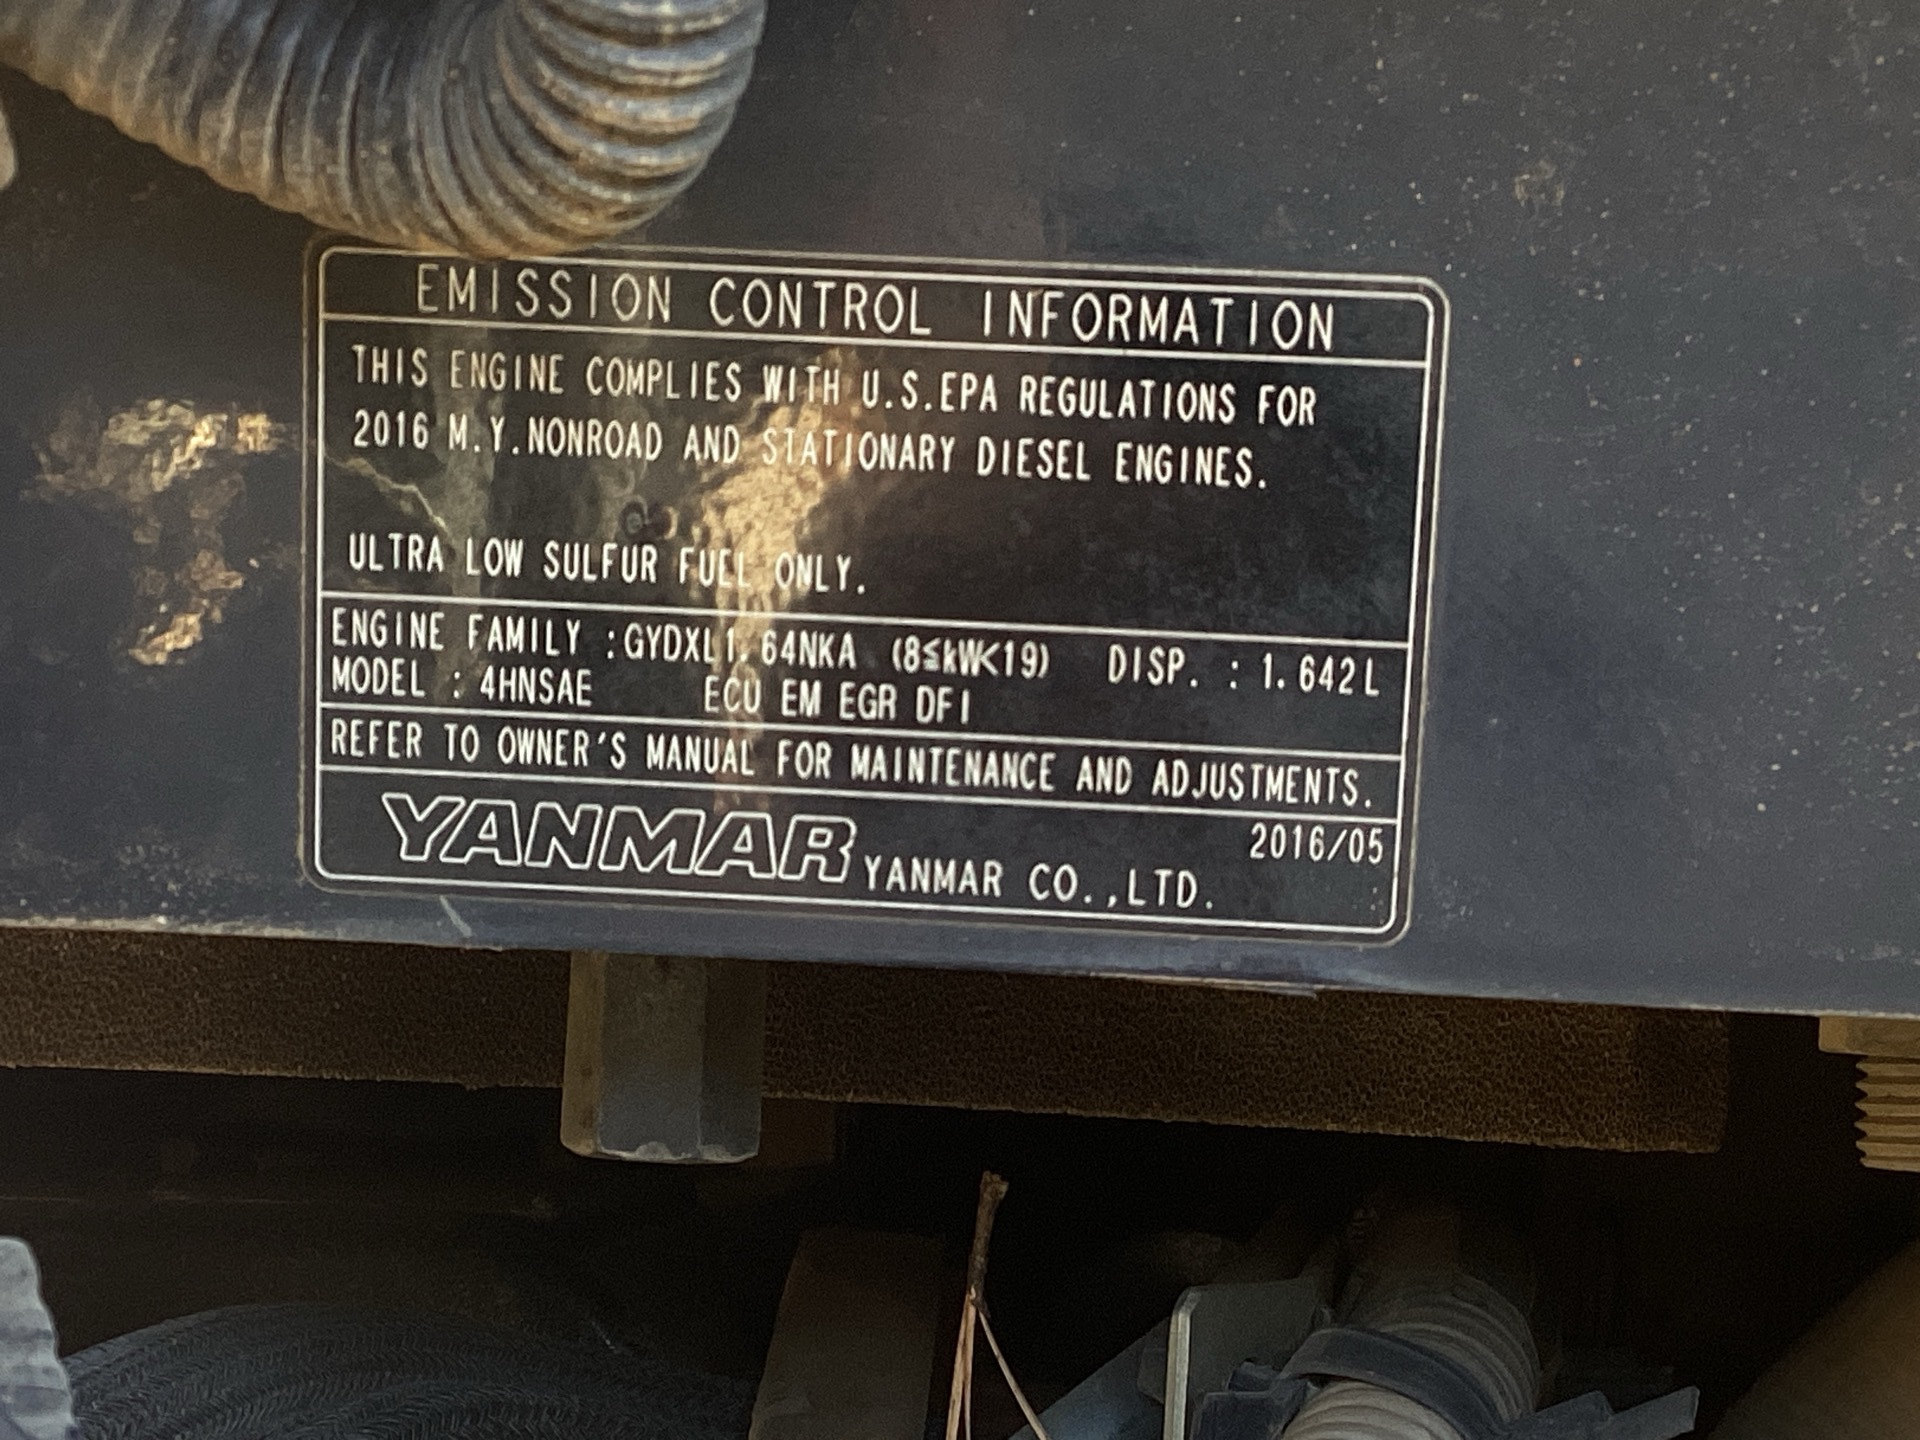 EMISSION CONTROL INFORMATION
THIS ENGINE COMPLIES WITH U.S.EPA REGULATIONS FOR
2016 M.Y.NONROAD AND STATIONARY DIESEL ENGINES.
ULTRA LOW SULFUR FUEL ONLY.
ENGINE FAMILY :GYDXL1.64NKA (8≦kW<19) DISP. : 1.642L
MODEL : 4HNSAE ECU EM EGR DFI
REFER TO OWNER'S MANUAL FOR MAINTENANCE AND ADJUSTMENTS.
2016/05
YANMAR YANMAR CO.,LTD.